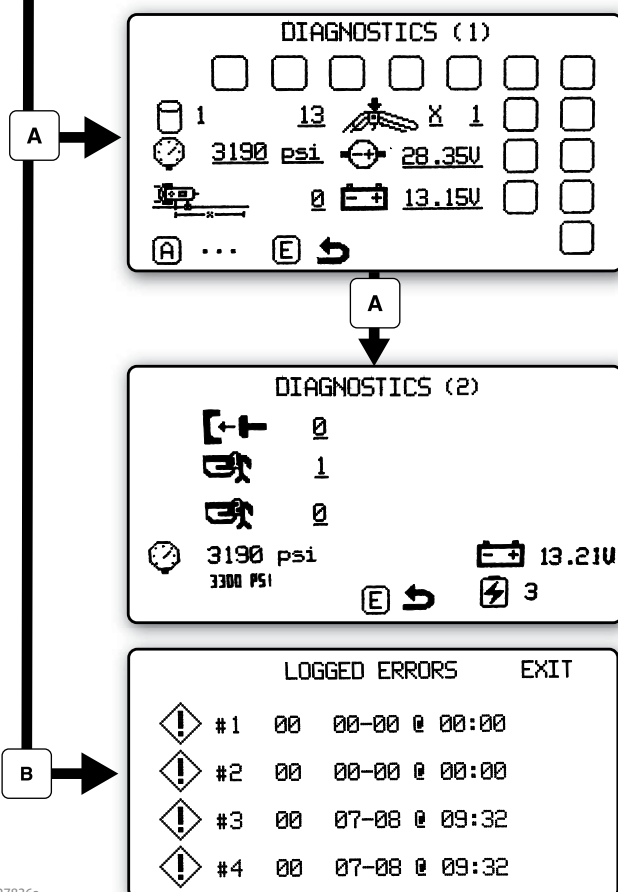 DIAGNOSTICS (1)
A
1 13 X 1
3190 psi 28.35V
x 0 13.15V
A ... E
A
DIAGNOSTICS (2)
0
1
0
3190 psi 13.21V
3300 PSI
E 3
LOGGED ERRORS EXIT
#1 00 00-00 @ 00:00
B
#2 00 00-00 @ 00:00
#3 00 07-08 @ 09:32
#4 00 07-08 @ 09:32